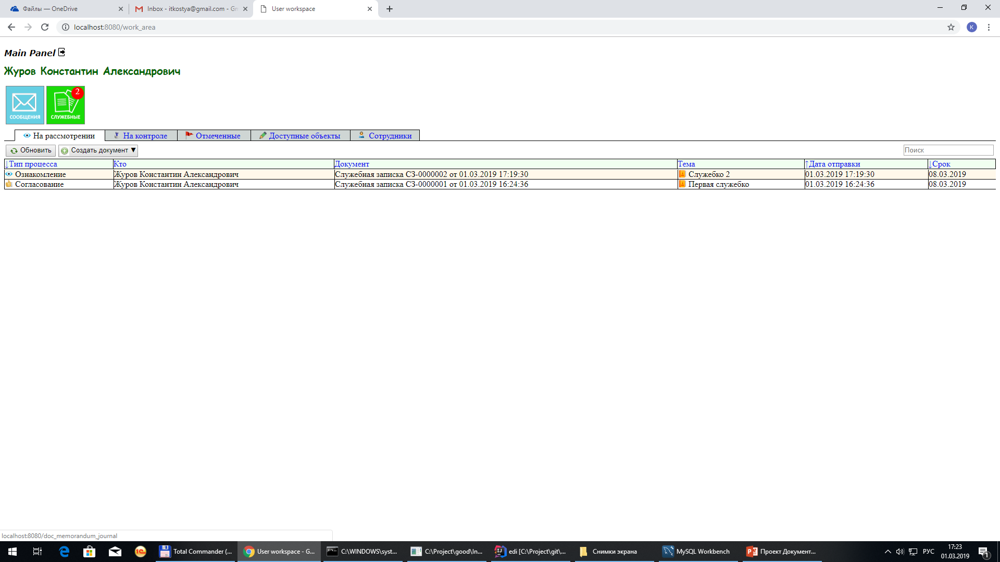 Файлы — OneDrive
Inbox - itkostya@gmail.com - Gm
User workspace
localhost:8080/work_area
K
Main Panel
Журов Константин Александрович
2
СООБЩЕНИЯ
СЛУЖЕБНЫЕ
На рассмотрении
На контроле
Отмеченные
Доступные объекты
Сотрудники
Обновить
Создать документ ▼
Поиск
↓Тип процесса Кто Документ Тема ↑Дата отправки ↓Срок
Ознакомление Журов Константин Александрович Служебная записка СЗ-0000002 от 01.03.2019 17:19:30 Служебко 2 01.03.2019 17:19:30 08.03.2019
Согласование Журов Константин Александрович Служебная записка СЗ-0000001 от 01.03.2019 16:24:36 Первая служебко 01.03.2019 16:24:36 08.03.2019
localhost:8080/doc_memorandum_journal
Total Commander (...
User workspace - G...
C:\WINDOWS\syst...
C:\Project\good\In...
edi [C:\Project\git\...
Снимки экрана
MySQL Workbench
Проект Документ...
РУС
17:23
01.03.2019
1